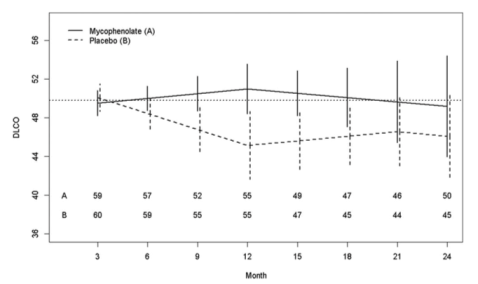 Mycophenolate (A)
Placebo (B)
56
52
48
44
40
36
DLCO
A 59 57 52 55 49 47 46 50
B 60 59 55 55 47 45 44 45
3 6 9 12 15 18 21 24
Month